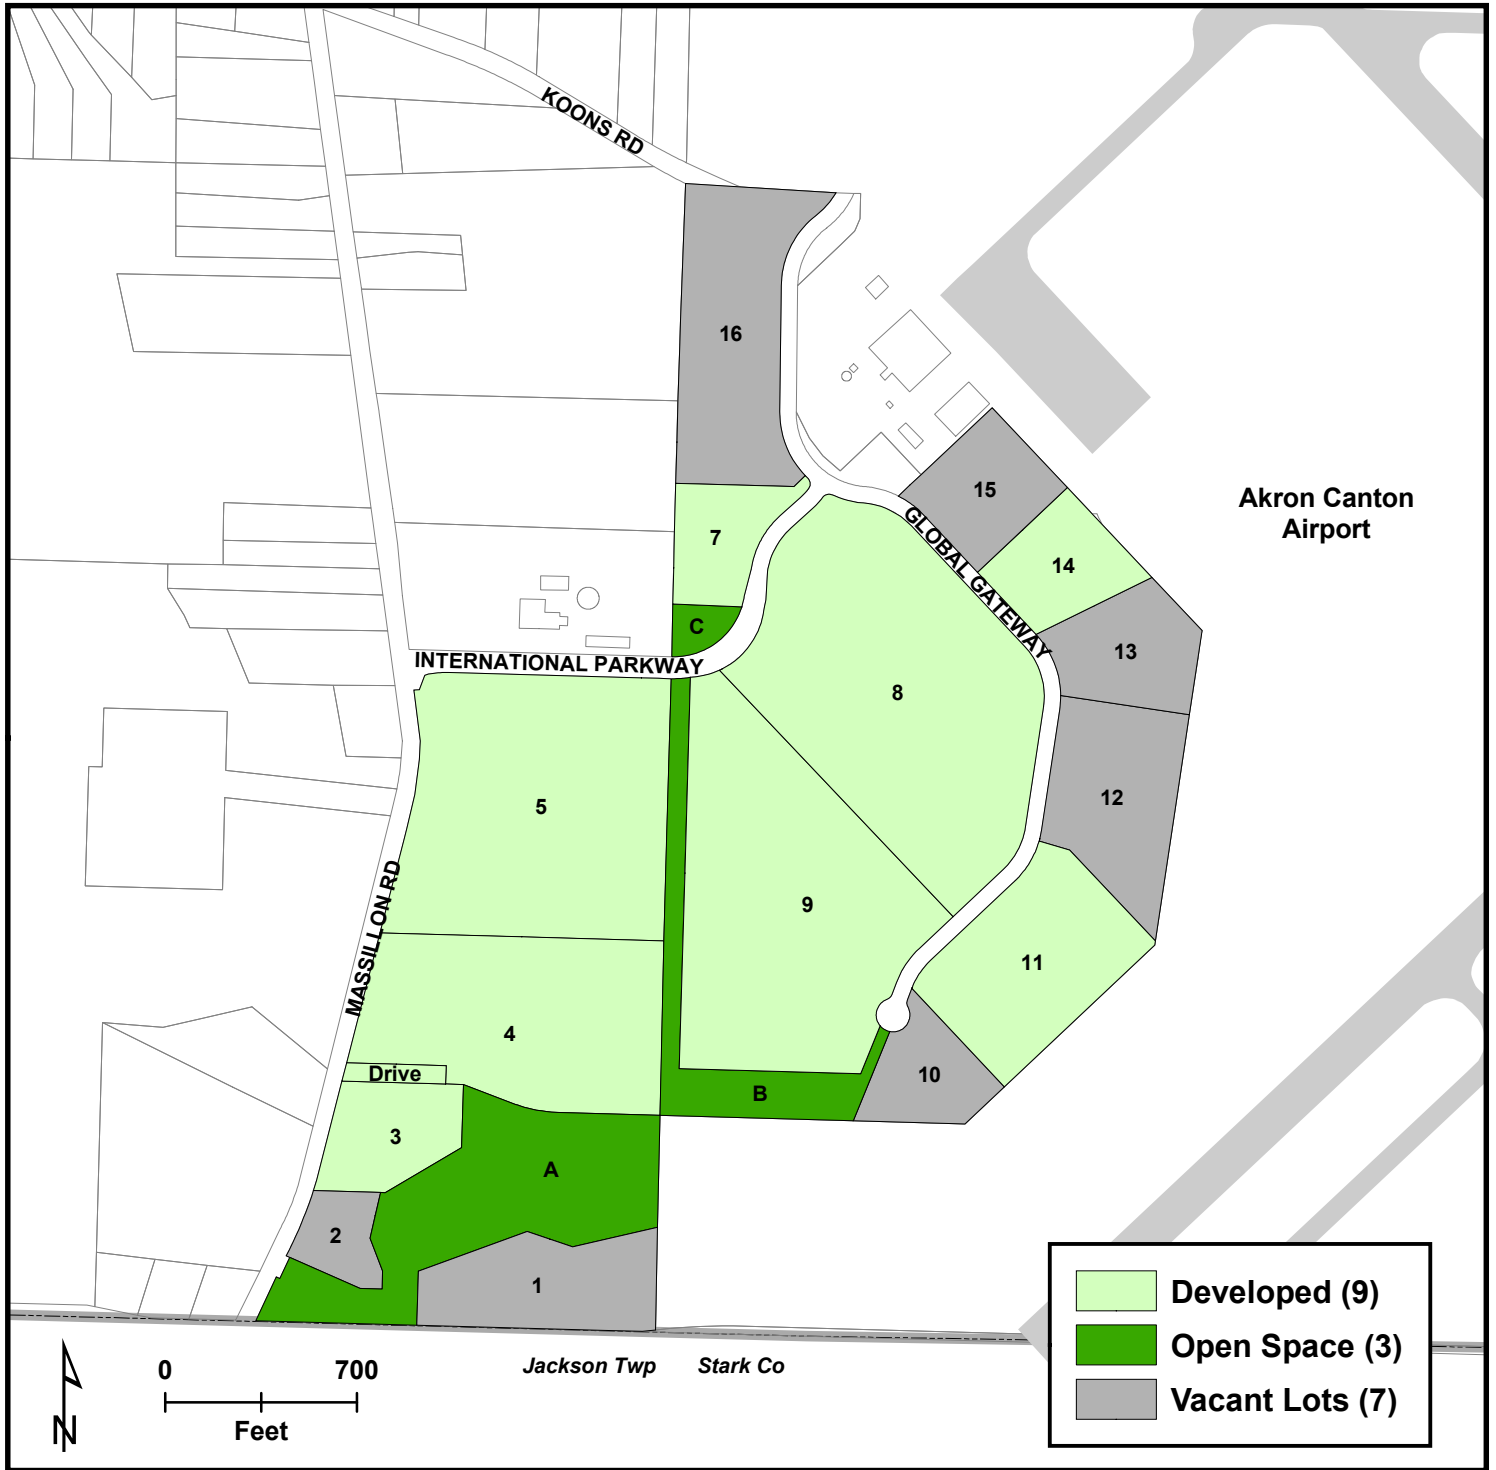 KOONS RD
16
Akron Canton
Airport
15
GLOBAL GATEWAY
7
14
C
13
INTERNATIONAL PARKWAY
8
12
5
9
MASSILLON RD
11
4
Drive
10
B
3
A
2
1
Developed (9)
Open Space (3)
Vacant Lots (7)
N
0 700
Feet
Jackson Twp Stark Co